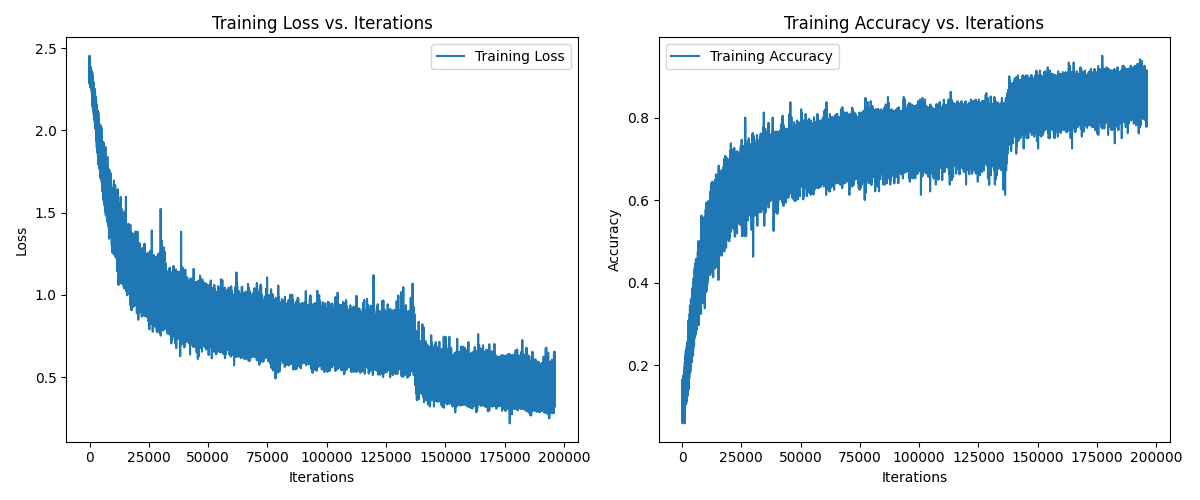 Training Loss vs. Iterations
Training Loss
Loss
2.5
2.0
1.5
1.0
0.5
0 25000 50000 75000 100000 125000 150000 175000 200000
Iterations
Training Accuracy vs. Iterations
Training Accuracy
Accuracy
0.8
0.6
0.4
0.2
0 25000 50000 75000 100000 125000 150000 175000 200000
Iterations